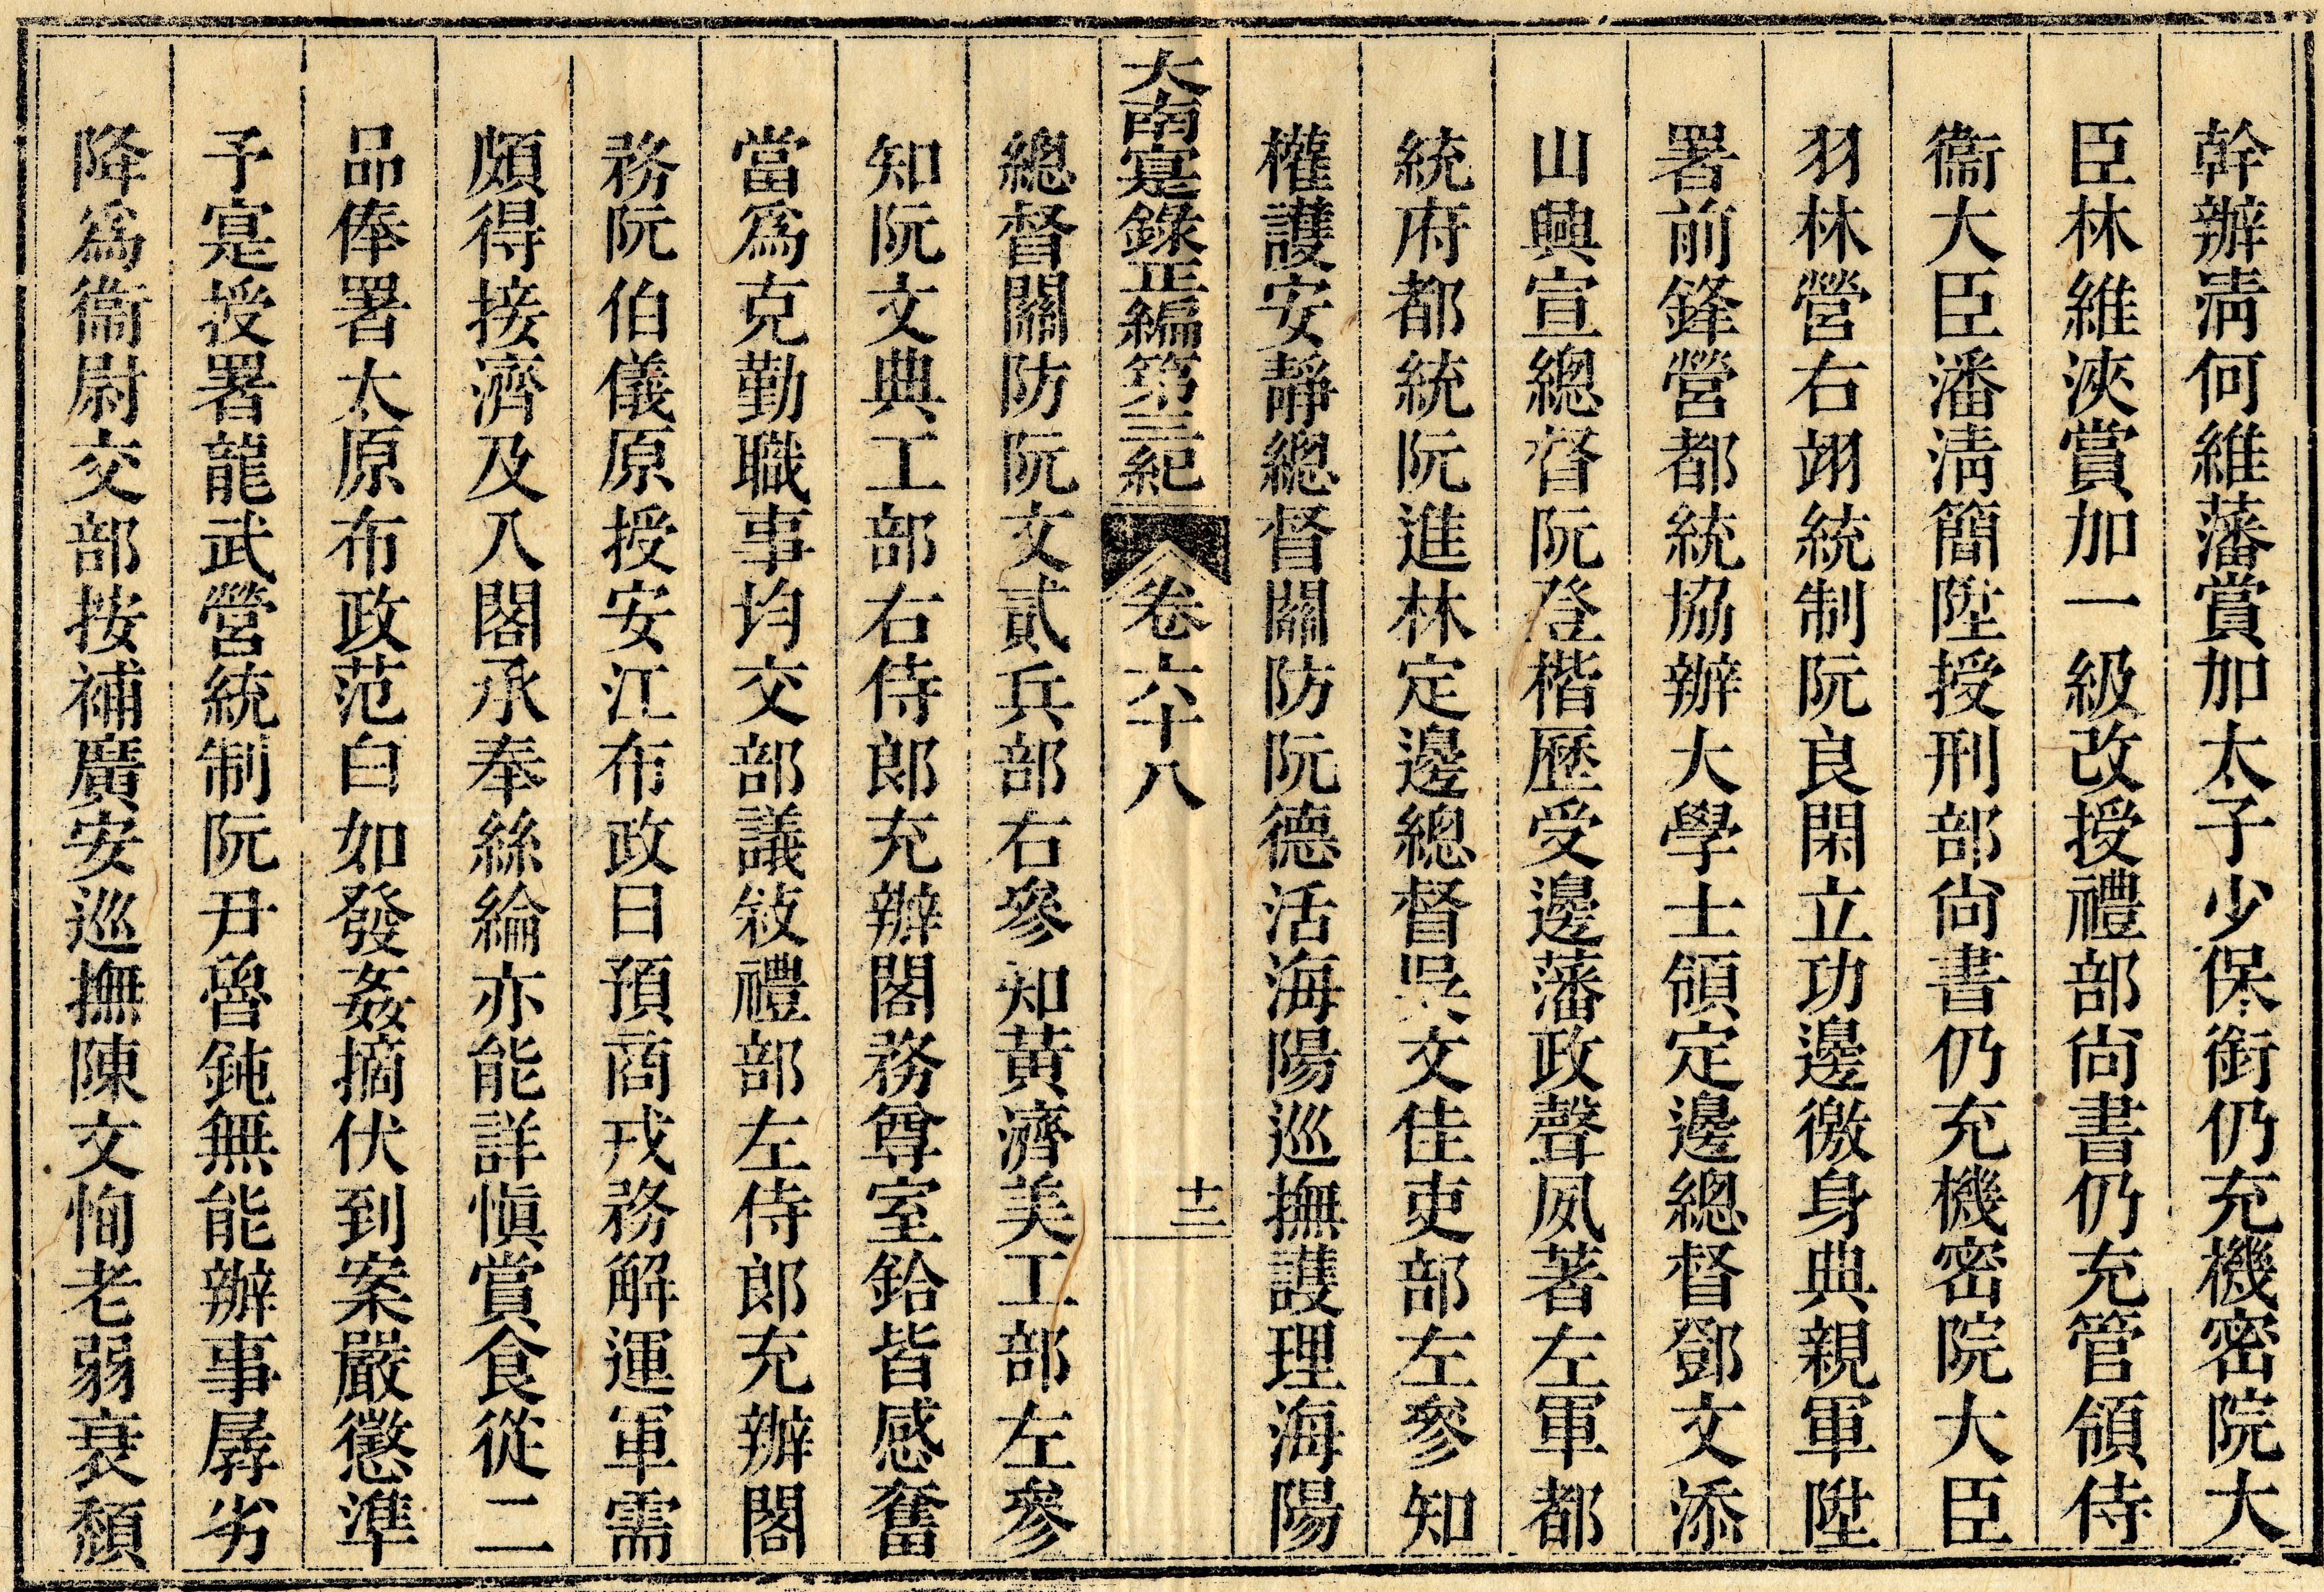 幹辦淸何維藩賞加太子少保銜仍充機密院大
臣林維浹賞加一級改授禮部尙書仍充管領侍
衞大臣潘淸簡陞授刑部尙書仍充機密院大臣
羽林營右翊統制阮良閑立功邊徼身典親軍陞
署前鋒營都統協辦大學士領定邊總督鄧文添
山興宣總督阮登楷歷受邊藩政聲夙著左軍都
統府都統阮進林定邊總督吳文佳吏部左參知
權護安靜總督關防阮德活海陽巡撫護理海陽
大南寔錄正編第三紀 卷六十八 十三
總督關防阮文貳兵部右參知黄濟美工部左參
知阮文典工部右侍郎充辦閣務尊室鉿皆感奮
當爲克勤職事均交部議敍禮部左侍郎充辦閣
務阮伯儀原授安江布政日預商戎務解運軍需
頗得接濟及入閣承奉絲綸亦能詳愼賞食從二
品俸署太原布政范白如發姦摘伏到案嚴懲準
予寔授署龍武營統制阮尹魯鈍無能辦事孱劣
降爲衞尉交部按補廣安巡撫陳文恂老弱衰頹